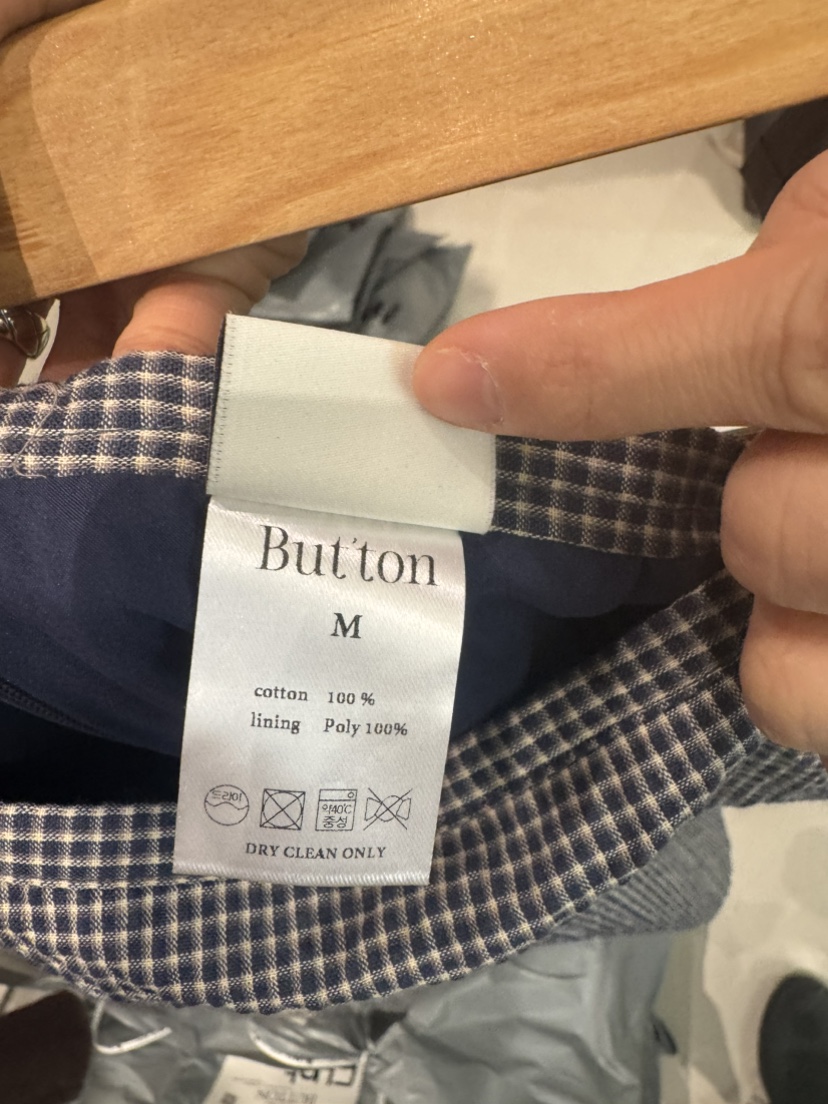 But'ton
M
cotton 100 %
lining Poly 100%
드라이
약40℃
중성
DRY CLEAN ONLY